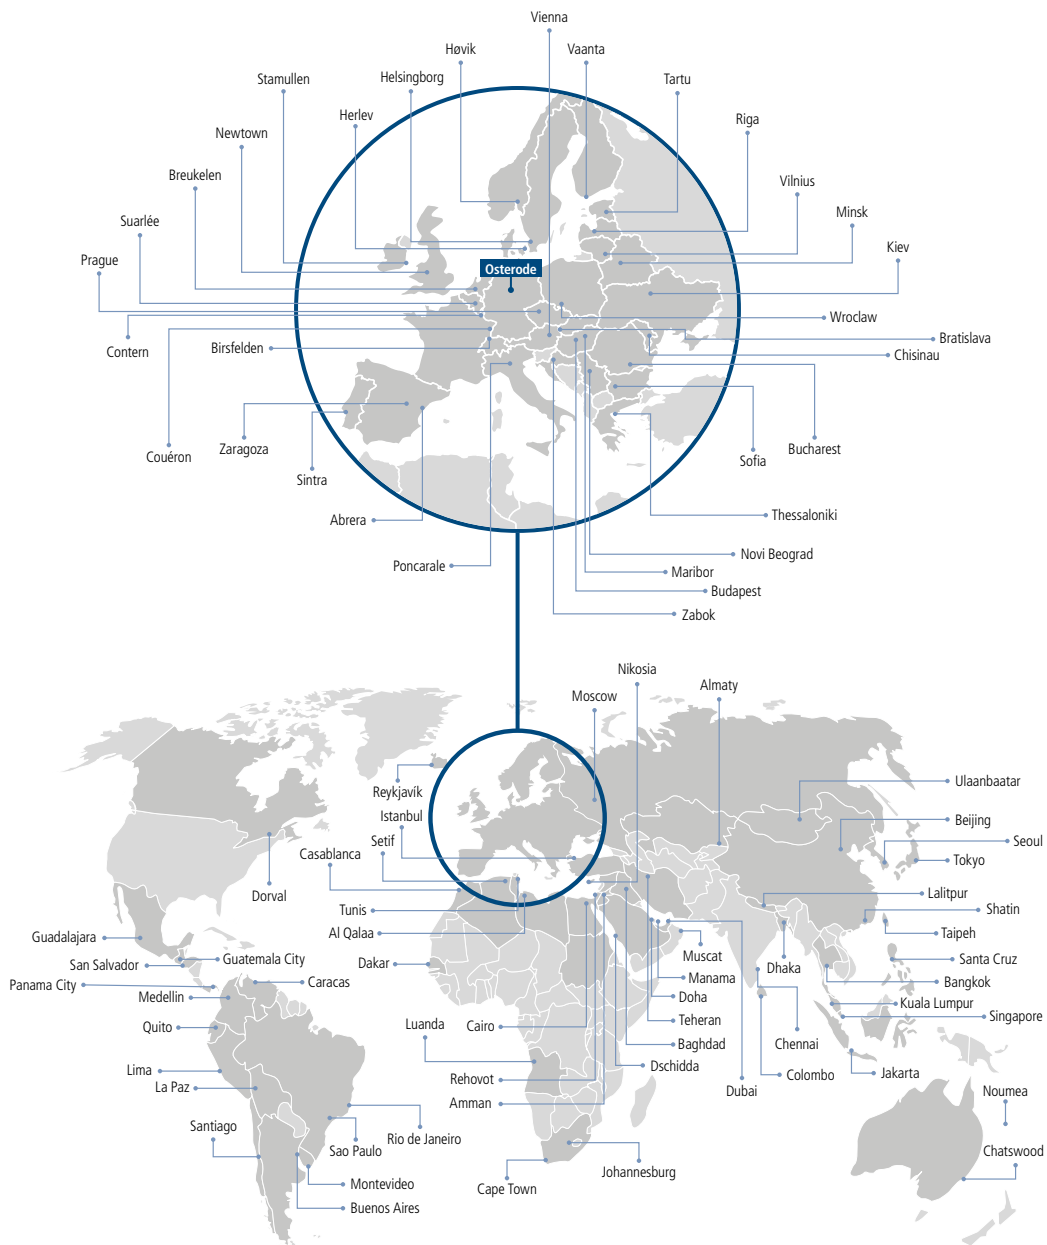 Vienna
Høvik
Vaanta
Stamullen
Helsingborg
Tartu
Herlev
Riga
Newtown
Breukelen
Vilnius
Suarlée
Minsk
Kiev
Prague
Osterode
Wroclaw
Bratislava
Contern
Birsfelden
Chisinau
Couéron
Zaragoza
Bucharest
Sofia
Sintra
Abrera
Thessaloniki
Novi Beograd
Poncarale
Maribor
Budapest
Zabok
Nikosia
Almaty
Moscow
Ulaanbaatar
Reykjavík
Istanbul
Beijing
Setif
Seoul
Casablanca
Tokyo
Dorval
Lalitpur
Tunis
Shatin
Guadalajara
Al Qalaa
Taipeh
Muscat
Guatemala City
San Salvador
Dakar
Dhaka
Santa Cruz
Manama
Panama City
Caracas
Bangkok
Medellin
Doha
Kuala Lumpur
Quito
Luanda
Cairo
Teheran
Singapore
Baghdad
Chennai
Lima
Dschidda
La Paz
Rehovot
Dubai
Colombo
Jakarta
Amman
Noumea
Santiago
Rio de Janeiro
Sao Paulo
Chatswood
Johannesburg
Montevideo
Cape Town
Buenos Aires